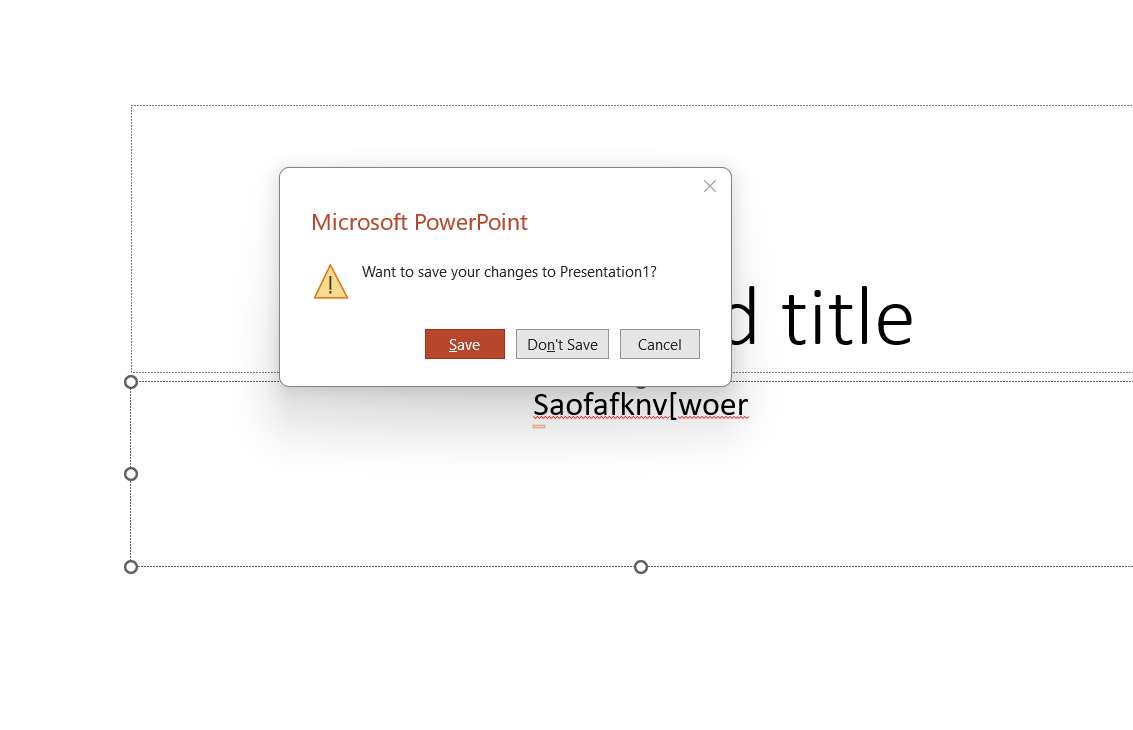 Microsoft PowerPoint
Want to save your changes to Presentation1?
Save
Don't Save
Cancel
title
Saofafknv[woer